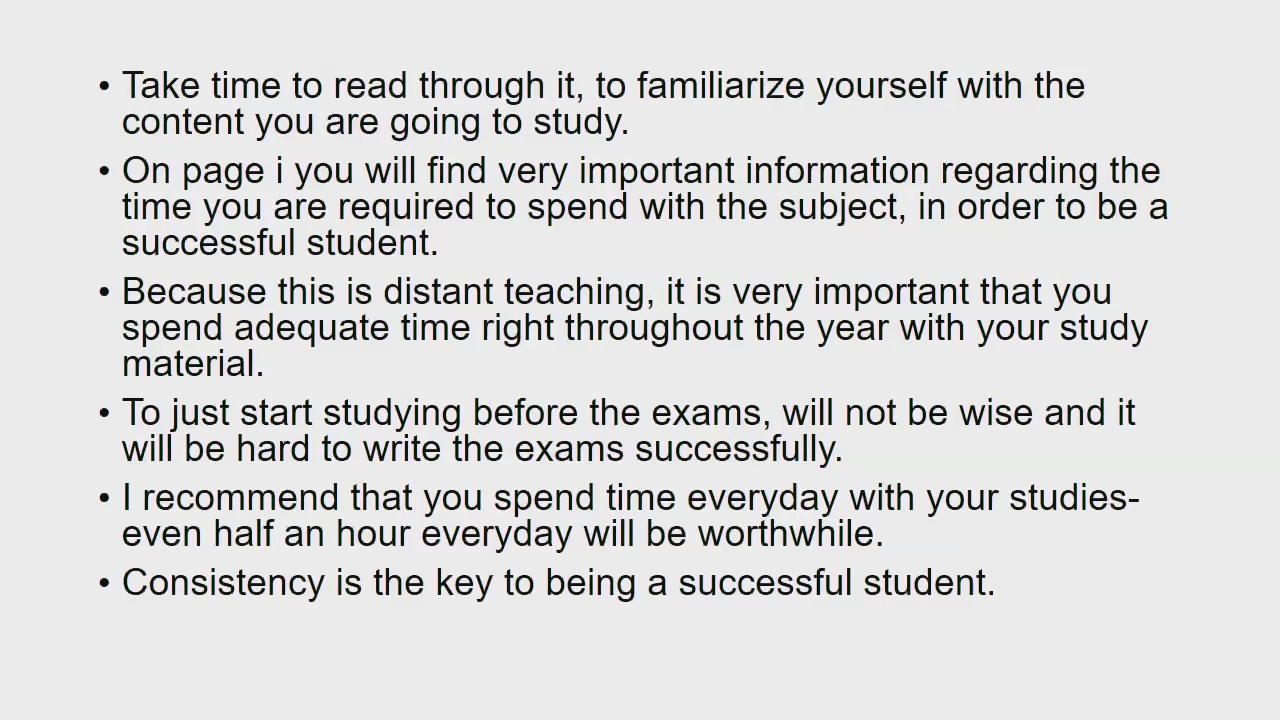 • Take time to read through it, to familiarize yourself with the
content you are going to study.
• On page i you will find very important information regarding the
time you are required to spend with the subject, in order to be a
successful student.
• Because this is distant teaching, it is very important that you
spend adequate time right throughout the year with your study
material.
• To just start studying before the exams, will not be wise and it
will be hard to write the exams successfully.
• I recommend that you spend time everyday with your studies-
even half an hour everyday will be worthwhile.
• Consistency is the key to being a successful student.